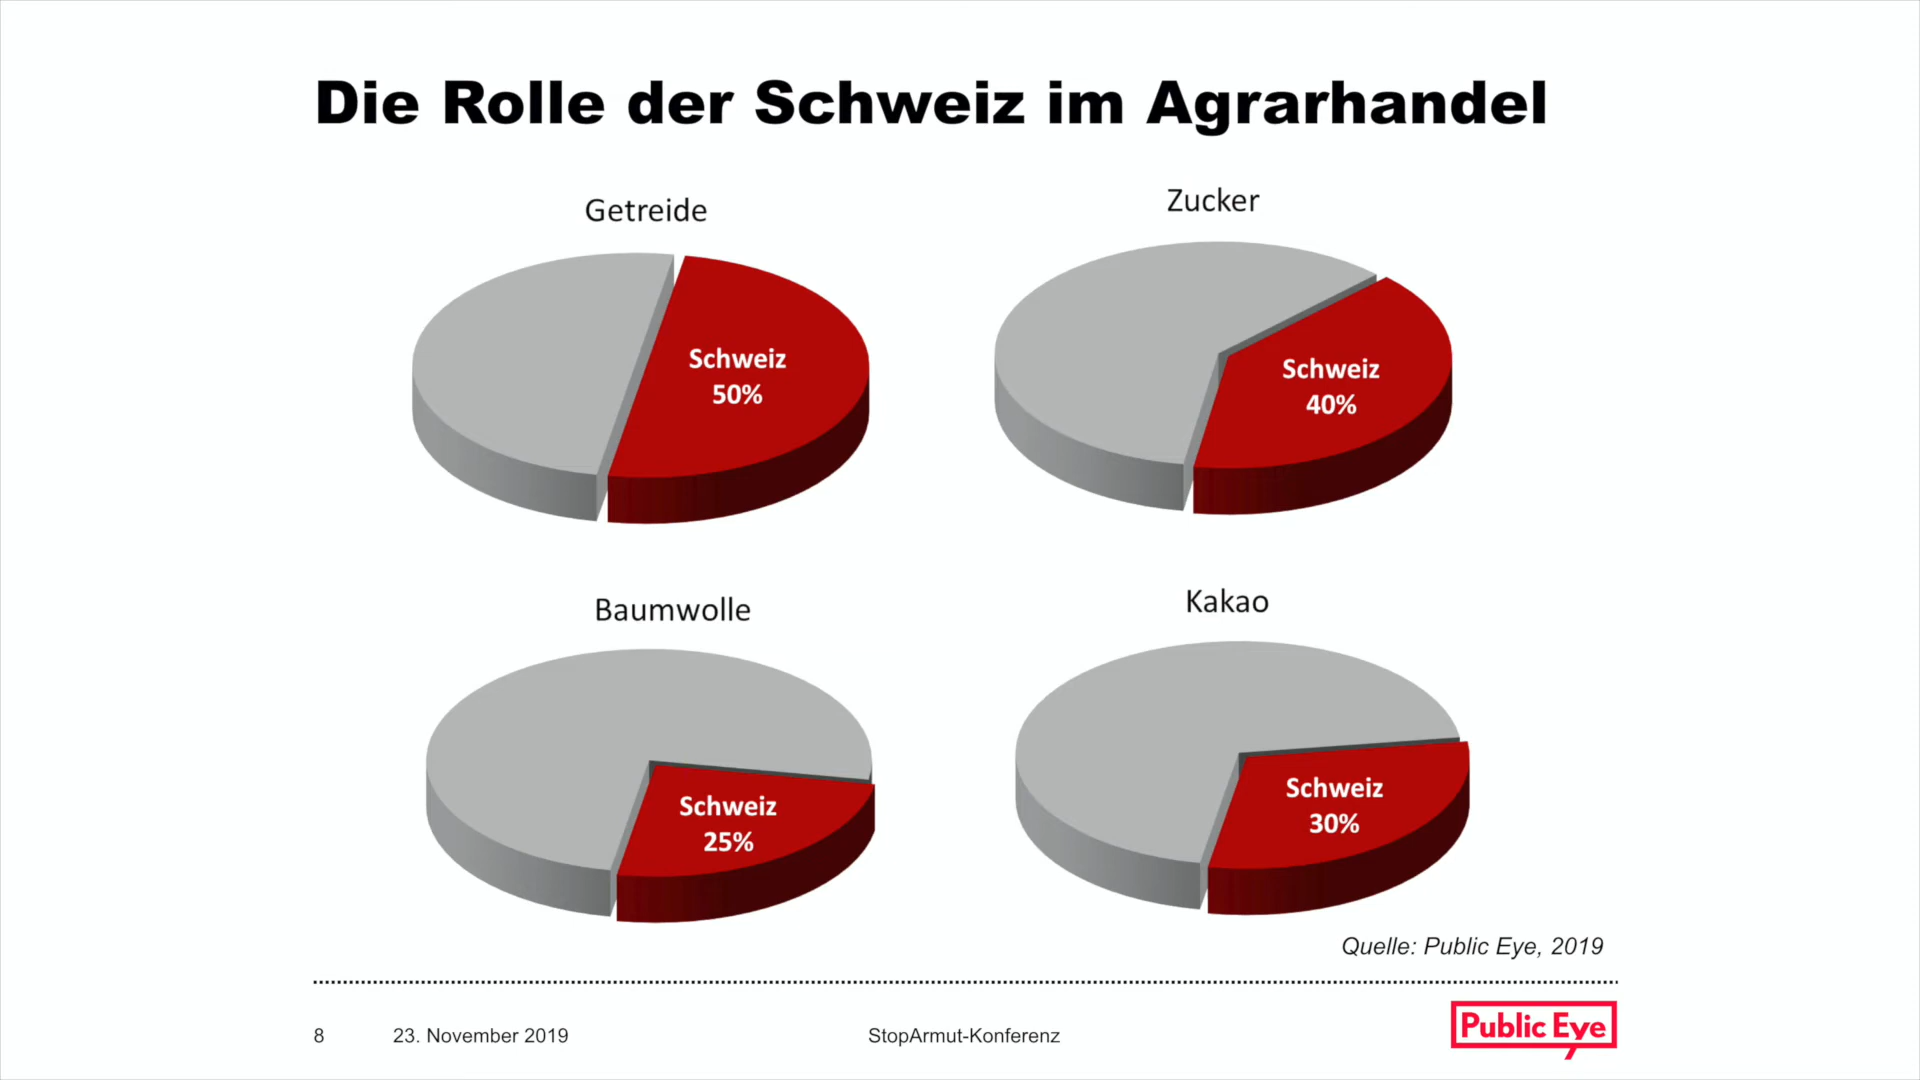 Die Rolle der Schweiz im Agrarhandel
Getreide
Schweiz
50%
Zucker
Schweiz
40%
Baumwolle
Schweiz
25%
Kakao
Schweiz
30%
Quelle: Public Eye, 2019
8
23. November 2019
StopArmut-Konferenz
Public Eye